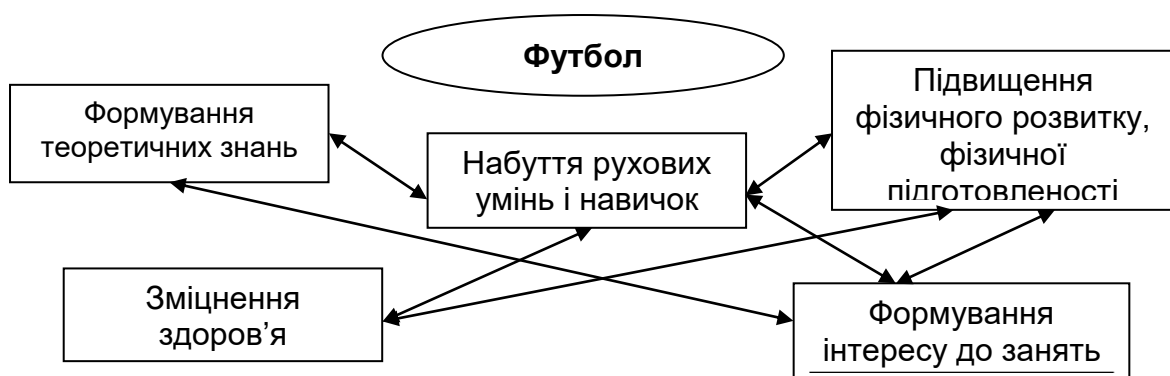 Футбол
Формування
теоретичних знань
Набуття рухових
умінь і навичок
Підвищення
фізичного розвитку,
фізичної
підготовленості
Зміцнення
здоров’я
Формування
інтересу до занять